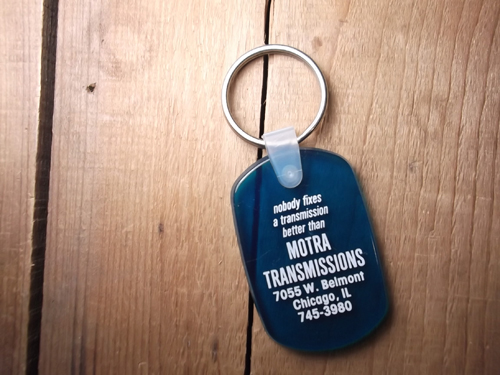 nobody fixes
a transmission
better than
MOTRA
TRANSMISSIONS
7055 W. Belmont
Chicago, IL
745-3980